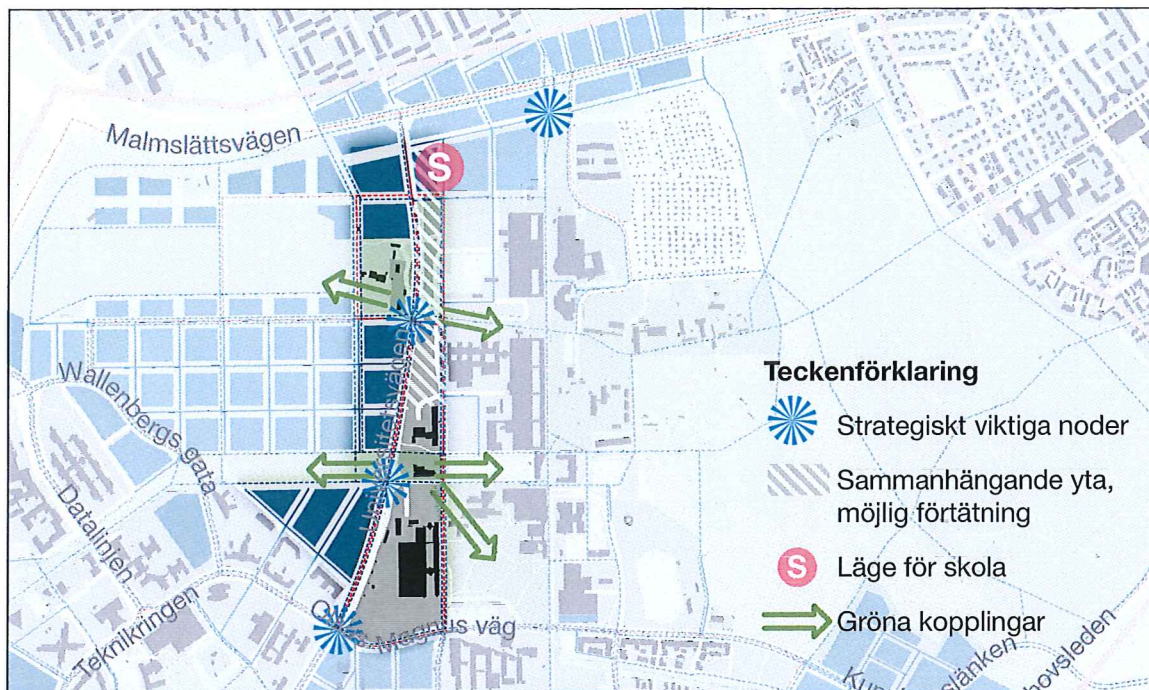 Malmslättsvägen
S
Universitetsvägen
Wallenbergs gata
Datalinjen
Teknikringen
Magnus väg
Teckenförklaring
Strategiskt viktiga noder
Sammanhängande yta,
möjlig förtätning
S
Läge för skola
Gröna kopplingar